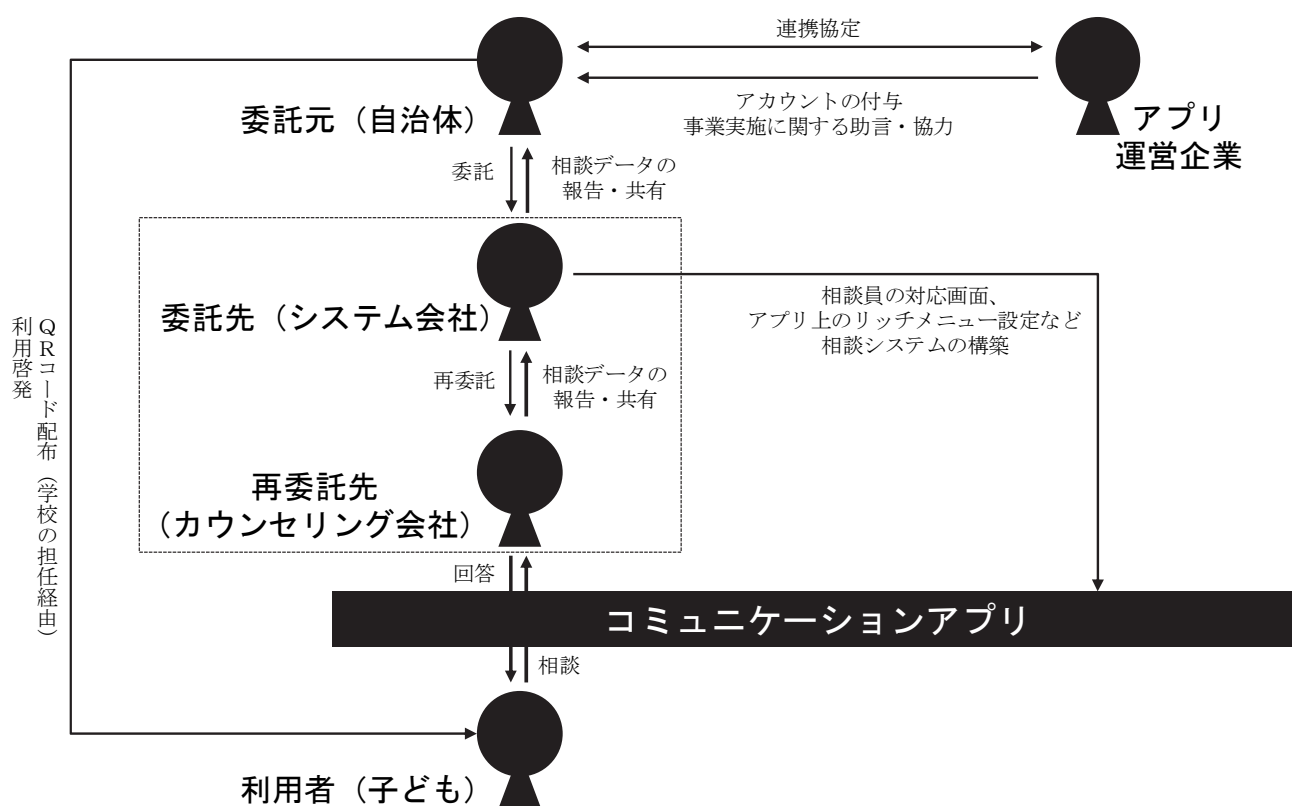 連携協定
アカウントの付与
事業実施に関する助言・協力
委託元（自治体）
アプリ
運営企業
委託
相談データの
報告・共有
委託先（システム会社）
相談員の対応画面、
アプリ上のリッチメニュー設定など
相談システムの構築
QRコード配布（学校の担任経由）
利用啓発
再委託
相談データの
報告・共有
再委託先
（カウンセリング会社）
回答
コミュニケーションアプリ
相談
利用者（子ども）